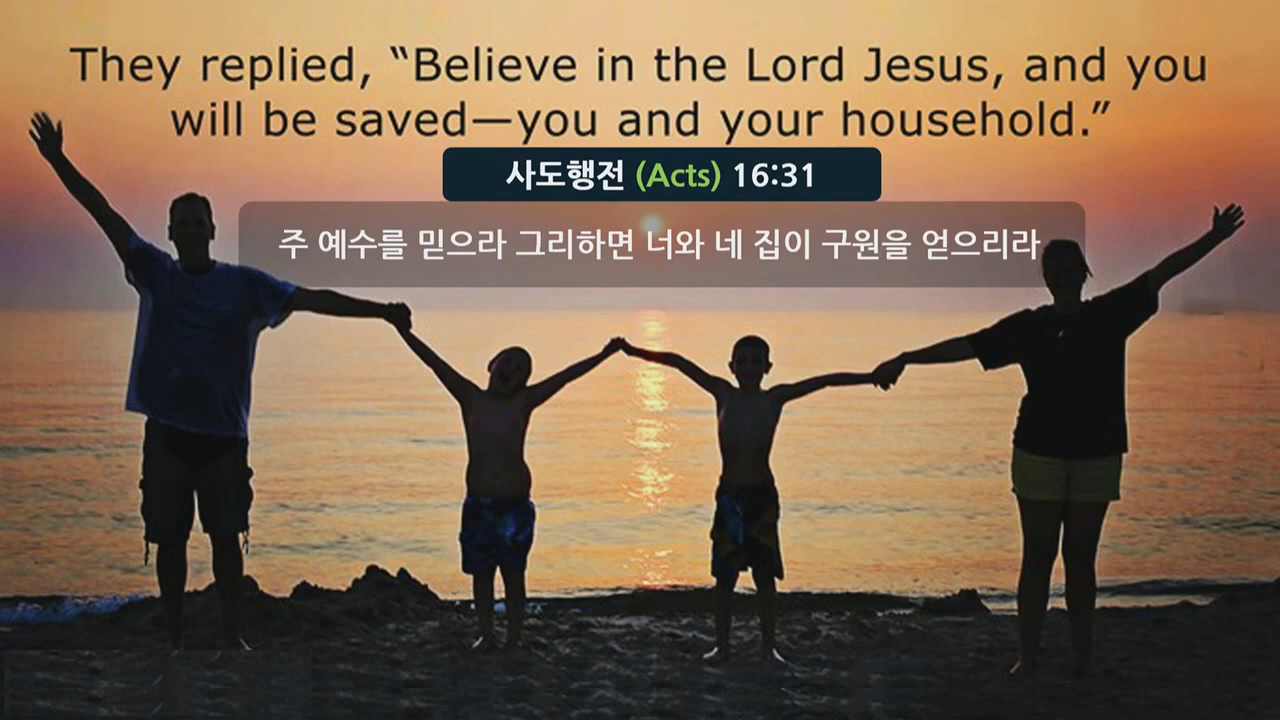 They replied, “Believe in the Lord Jesus, and you
will be saved—you and your household.”
사도행전 (Acts) 16:31
주 예수를 믿으라 그리하면 너와 네 집이 구원을 얻으리라